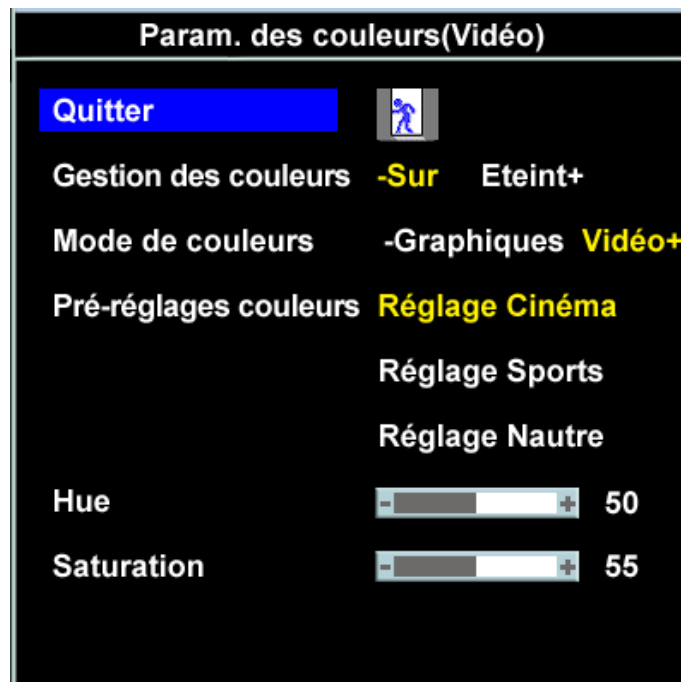 Param. des couleurs(Vidéo)
Quitter
Gestion des couleurs -Sur Eteint+
Mode de couleurs -Graphiques Vidéo+
Pré-réglages couleurs Réglage Cinéma
Réglage Sports
Réglage Nautre
Hue - + 50
Saturation - + 55